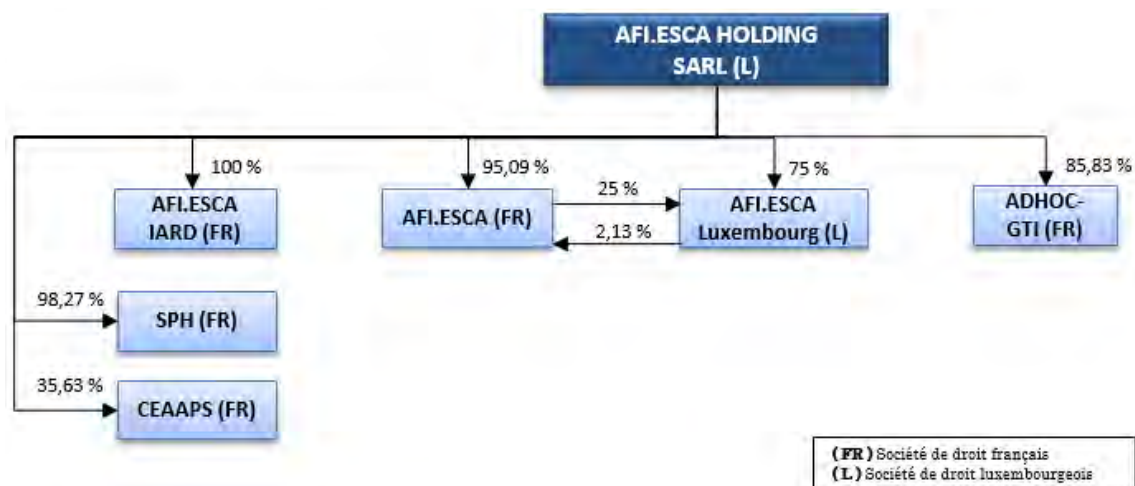 AFI.ESCA HOLDING
SARL (L)
100 %
95,09 %
25 %
75 %
85,83 %
AFI.ESCA
IARD (FR)
AFI.ESCA (FR)
2,13 %
AFI.ESCA
Luxembourg (L)
ADHOC-
GTI (FR)
98,27 %
SPH (FR)
35,63 %
CEAAPS (FR)
(FR) Société de droit français
(L) Société de droit luxembourgeois